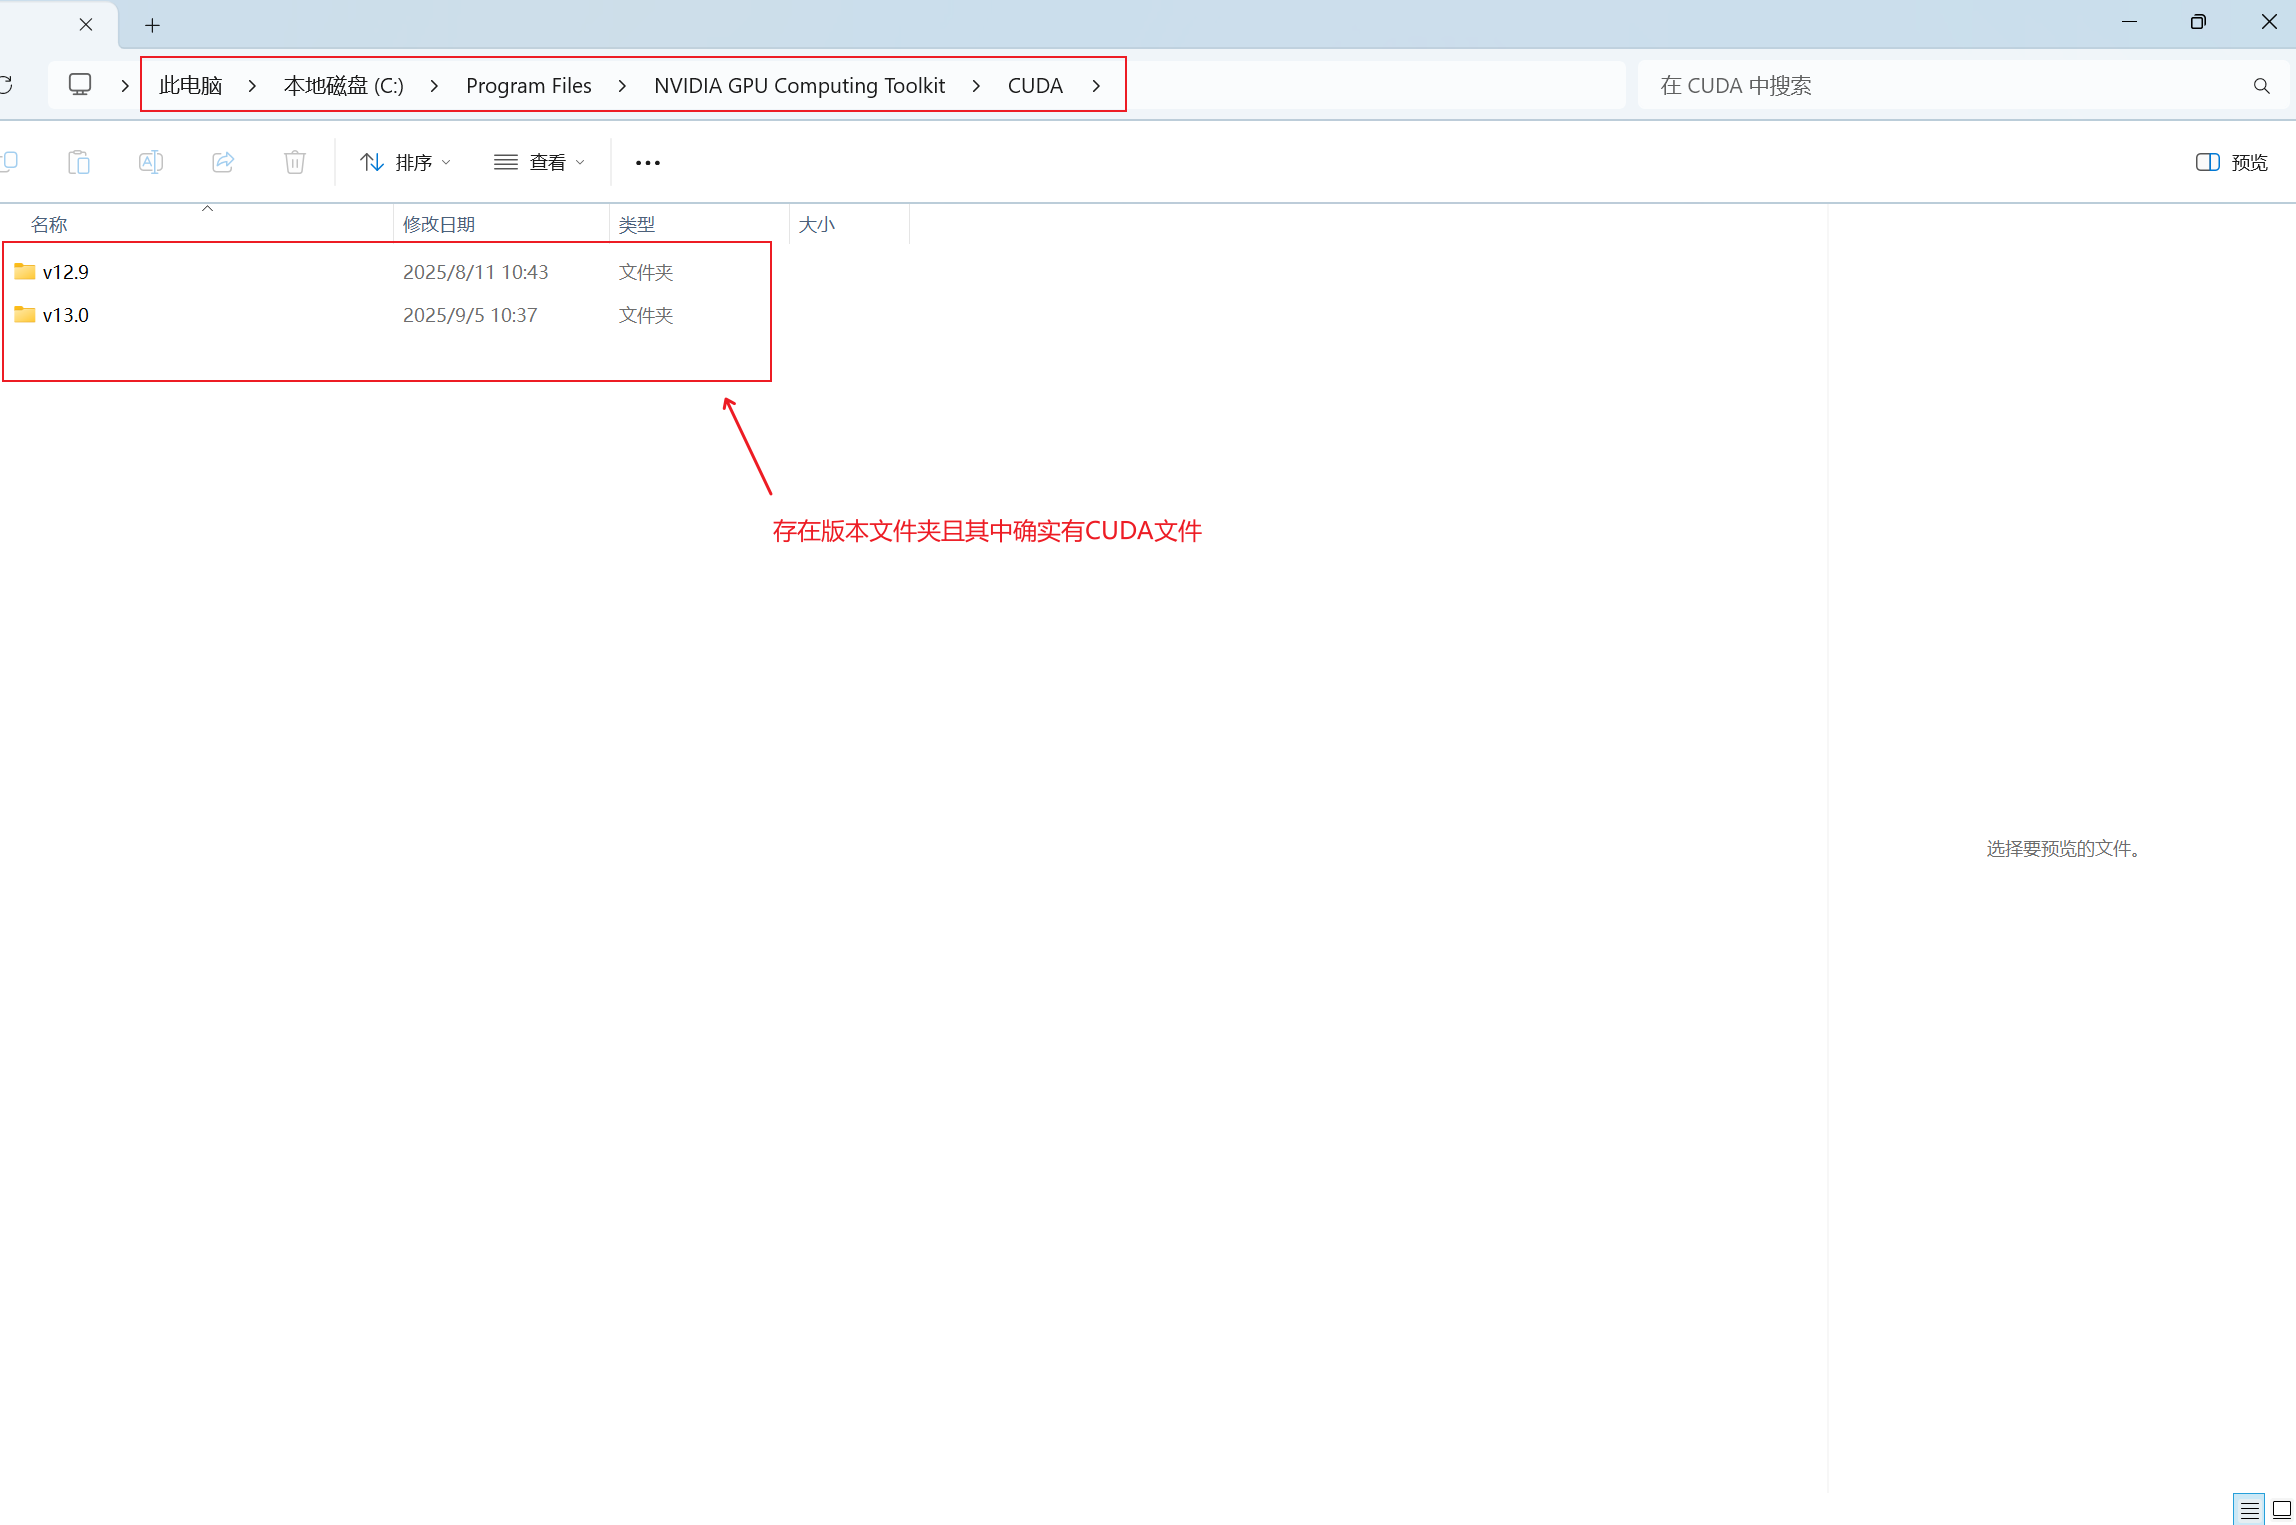 此电脑 > 本地磁盘 (C:) > Program Files > NVIDIA GPU Computing Toolkit > CUDA >
在 CUDA 中搜索
排序 查看 ••• 预览
名称 修改日期 类型 大小
v12.9 2025/8/11 10:43 文件夹
v13.0 2025/9/5 10:37 文件夹
存在版本文件夹且其中确实有CUDA文件
选择要预览的文件。